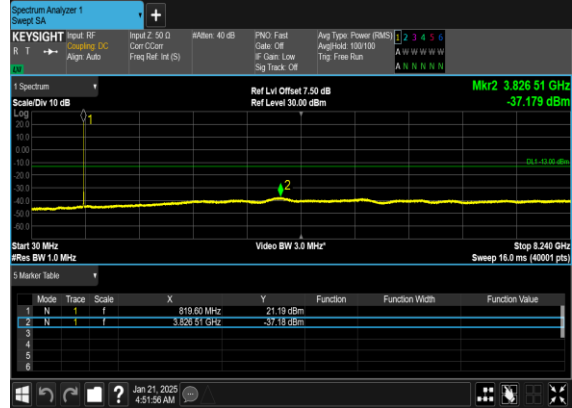 Spectrum Analyzer 1
Swept SA
+
KEYSIGHT Input: RF Input Z: 50 Ω #Atten: 40 dB PNO: Fast Avg Type: Power (RMS) 1 2 3 4 5 6
R T Coupling: DC Corr CCorr Gate: Off Avg|Hold: 100/100 A W W W W W
Align: Auto Freq Ref: Int (S) IF Gain: Low Trig: Free Run
Sig Track: Off A N N N N N
1 Spectrum
Ref Lvl Offset 7.50 dB Mkr2 3.826 51 GHz
Scale/Div 10 dB Ref Level 30.00 dBm -37.179 dBm
Log
1
20.0
10.0
0.00
-10.0
DL1 -13.00 dBm
-20.0
-30.0
2
-40.0
-50.0
-60.0
Start 30 MHz Video BW 3.0 MHz* Stop 8.240 GHz
#Res BW 1.0 MHz Sweep 16.0 ms (40001 pts)
5 Marker Table
Mode Trace Scale X Y Function Function Width Function Value
1 N 1 f 819.60 MHz 21.19 dBm
2 N 1 f 3.826 51 GHz -37.18 dBm
3
4
5
6
? Jan 21, 2025
4:51:56 AM